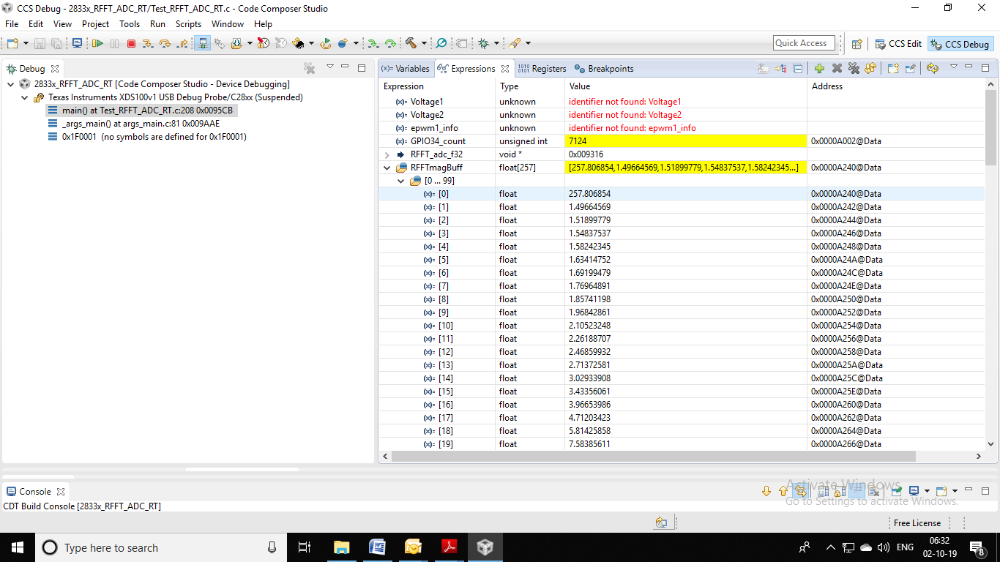 CCS Debug - 2833x_RFFT_ADC_RT/Test_RFFT_ADC_RT.c - Code Composer Studio
File Edit View Project Tools Run Scripts Window Help
Quick Access CCS Edit CCS Debug
Debug
2833x_RFFT_ADC_RT [Code Composer Studio - Device Debugging]
Texas Instruments XDS100v1 USB Debug Probe/C28xx (Suspended)
main() at Test_RFFT_ADC_RT.c:208 0x0095CB
_args_main() at args_main.c:81 0x009AAE
0x1F0001 (no symbols are defined for 0x1F0001)
(x)= Variables Expressions 1010 0101 Registers Breakpoints
Expression Type Value Address
(x)= Voltage1 unknown identifier not found: Voltage1
(x)= Voltage2 unknown identifier not found: Voltage2
(x)= epwm1_info unknown identifier not found: epwm1_info
(x)= GPIO34_count unsigned int 7124 0x0000A002@Data
RFFT_adc_f32 void * 0x009316
RFFTmagBuff float[257] [257.806854,1.49664569,1.51899779,1.54837537,1.58242345...] 0x0000A240@Data
[0 ... 99]
(x)= [0] float 257.806854 0x0000A240@Data
(x)= [1] float 1.49664569 0x0000A242@Data
(x)= [2] float 1.51899779 0x0000A244@Data
(x)= [3] float 1.54837537 0x0000A246@Data
(x)= [4] float 1.58242345 0x0000A248@Data
(x)= [5] float 1.63414752 0x0000A24A@Data
(x)= [6] float 1.69199479 0x0000A24C@Data
(x)= [7] float 1.76964891 0x0000A24E@Data
(x)= [8] float 1.85741198 0x0000A250@Data
(x)= [9] float 1.96842861 0x0000A252@Data
(x)= [10] float 2.10523248 0x0000A254@Data
(x)= [11] float 2.26188707 0x0000A256@Data
(x)= [12] float 2.46859932 0x0000A258@Data
(x)= [13] float 2.71372581 0x0000A25A@Data
(x)= [14] float 3.02933908 0x0000A25C@Data
(x)= [15] float 3.43356061 0x0000A25E@Data
(x)= [16] float 3.96653986 0x0000A260@Data
(x)= [17] float 4.71203423 0x0000A262@Data
(x)= [18] float 5.81425858 0x0000A264@Data
(x)= [19] float 7.58385611 0x0000A266@Data
Console
CDT Build Console [2833x_RFFT_ADC_RT]
Activate Windows
Go to Settings to activate Windows.
Free License
Type here to search
ENG
06:32
02-10-19
8